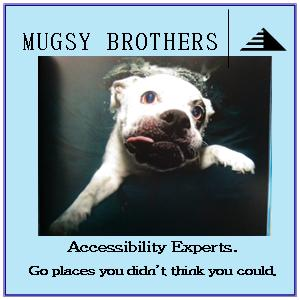 MUGSY BROTHERS
Accessibility Experts.
Go places you didn't think you could.